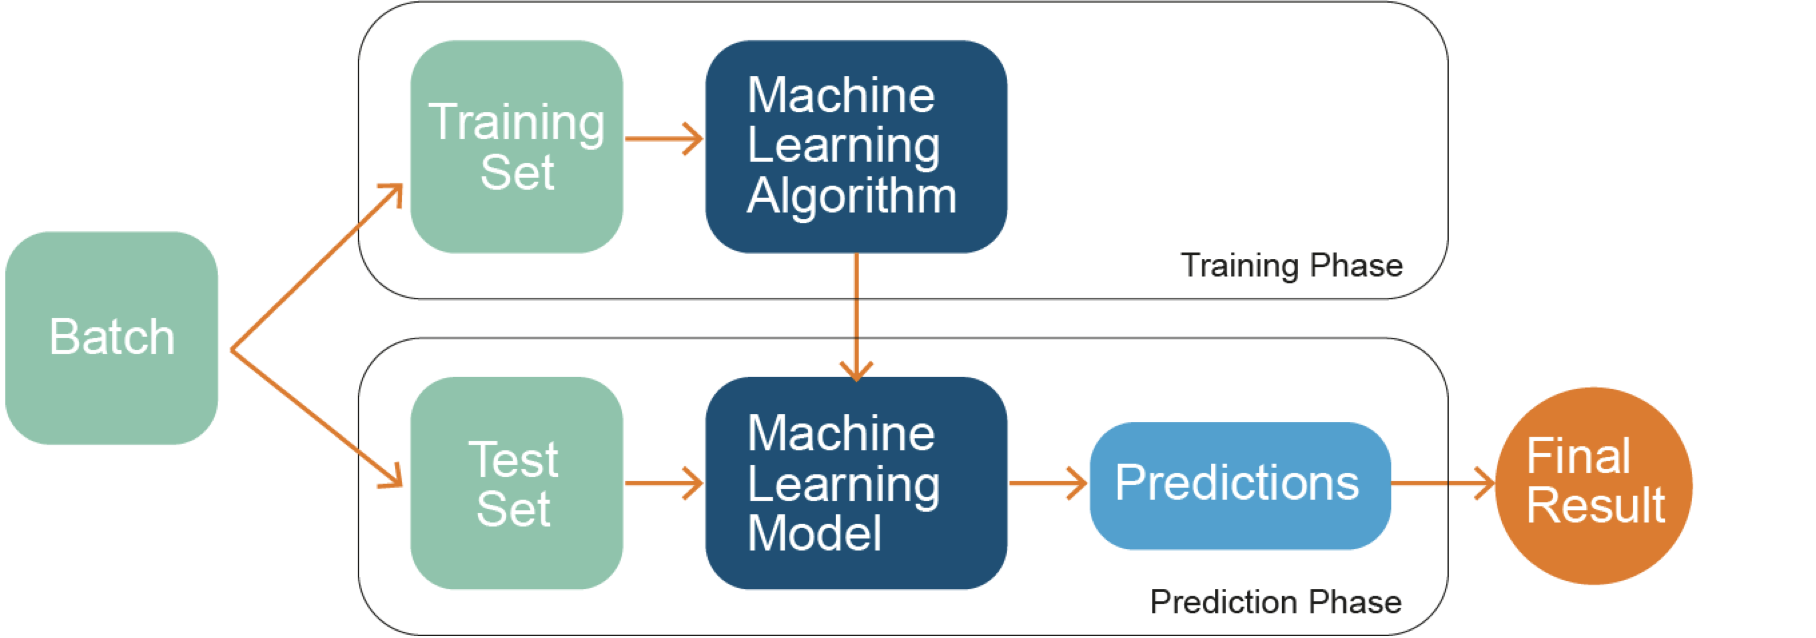 Training
Set
Machine
Learning
Algorithm
Training Phase
Batch
Test
Set
Machine
Learning
Model
Predictions
Final
Result
Prediction Phase